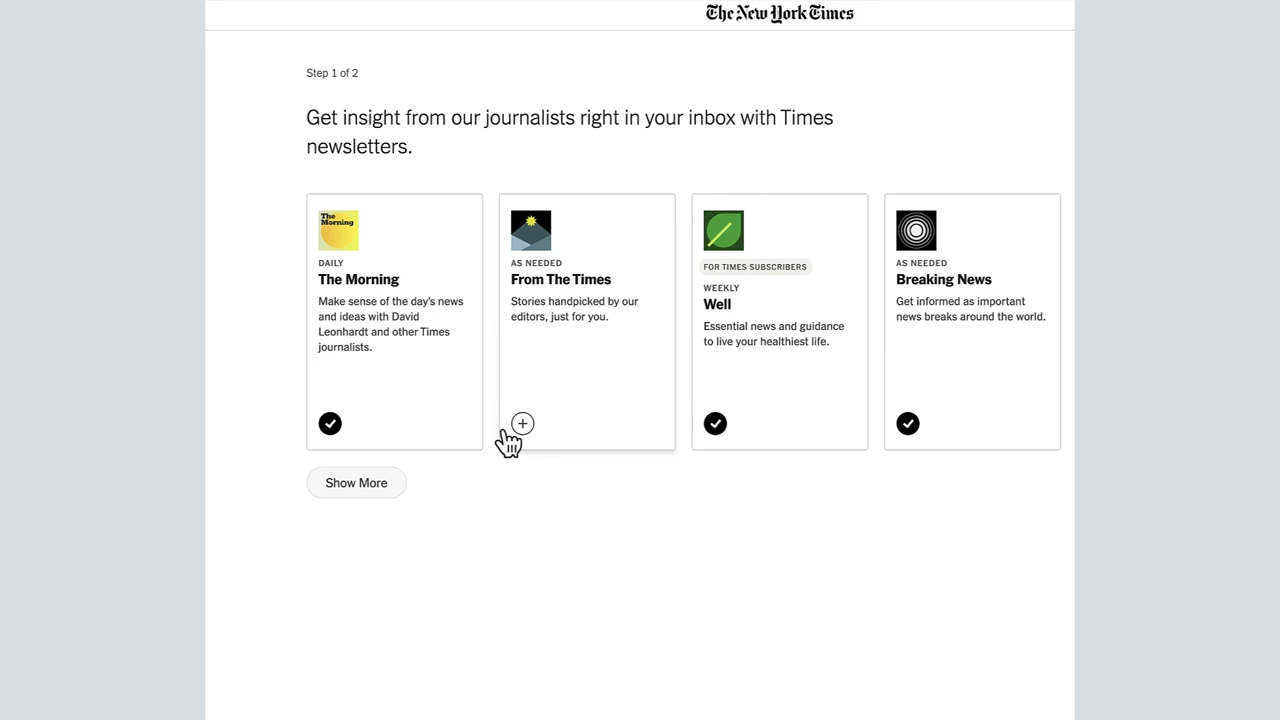 The New York Times
Step 1 of 2
Get insight from our journalists right in your inbox with Times
newsletters.
The
Morning
DAILY
The Morning
Make sense of the day's news
and ideas with David
Leonhardt and other Times
journalists.
AS NEEDED
From The Times
Stories handpicked by our
editors, just for you.
FOR TIMES SUBSCRIBERS
WEEKLY
Well
Essential news and guidance
to live your healthiest life.
AS NEEDED
Breaking News
Get informed as important
news breaks around the world.
Show More